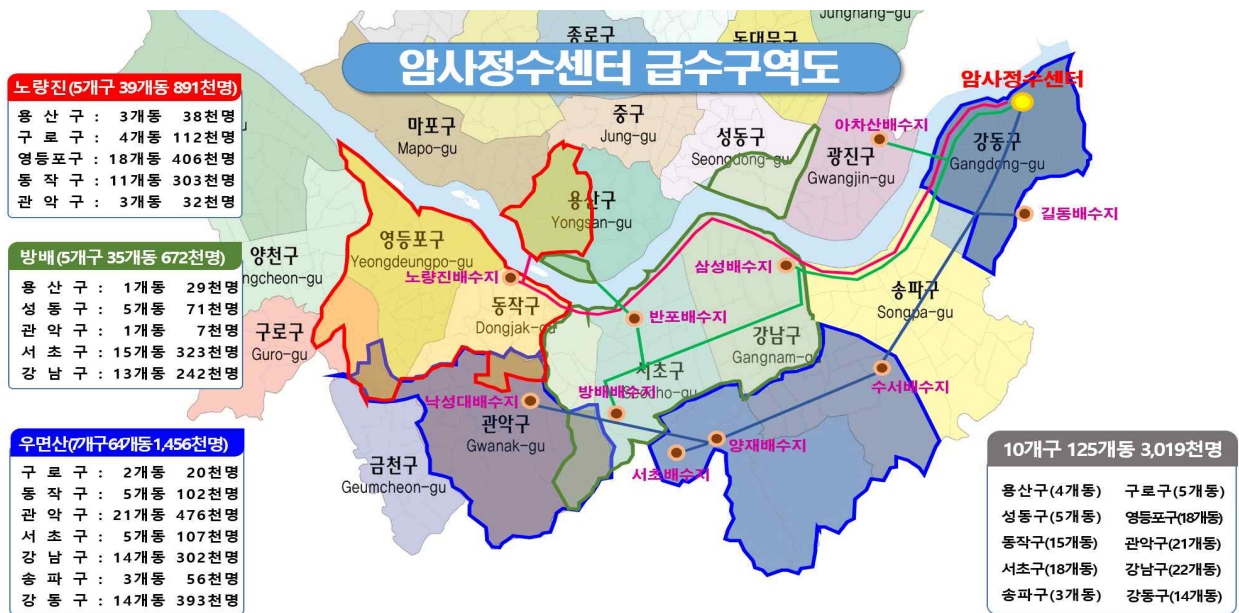 암사정수센터 급수구역도
Junghang-gu
종로구
동대문구
노량진(5개구 39개동 891천명)
용 산 구 : 3개동 38천명
구 로 구 : 4개동 112천명
영등포구 : 18개동 406천명
동 작 구 : 11개동 303천명
관 악 구 : 3개동 32천명
방배(5개구 35개동 672천명)
용 산 구 : 1개동 29천명
성 동 구 : 5개동 71천명
관 악 구 : 1개동 7천명
서 초 구 : 15개동 323천명
강 남 구 : 13개동 242천명
우면산(7개구64개동1,456천명)
구 로 구 : 2개동 20천명
동 작 구 : 5개동 102천명
관 악 구 : 21개동 476천명
서 초 구 : 5개동 107천명
강 남 구 : 14개동 302천명
송 파 구 : 3개동 56천명
강 동 구 : 14개동 393천명
암사정수센터
마포구
Mapo-gu
중구
Jung-gu
성동구
Seongdong-gu
아차산배수지
광진구
Gwangjin-gu
강동구
Gangdong-gu
용산구
Yongsan-gu
길동배수지
양천구
ngcheon-gu
영등포구
Yeongdeungpo-gu
노량진배수지
삼성배수지
송파구
Songpa-gu
동작구
Dongjak-gu
반포배수지
구로구
Guro-gu
강남구
Gangnam-gu
서초구
수서배수지
방배배수지
낙성대배수지
관악구
Gwanak-gu
양재배수지
서초배수지
금천구
Geumcheon-gu
10개구 125개동 3,019천명
용산구(4개동) 구로구(5개동)
성동구(5개동) 영등포구(18개동)
동작구(15개동) 관악구(21개동)
서초구(18개동) 강남구(22개동)
송파구(3개동) 강동구(14개동)